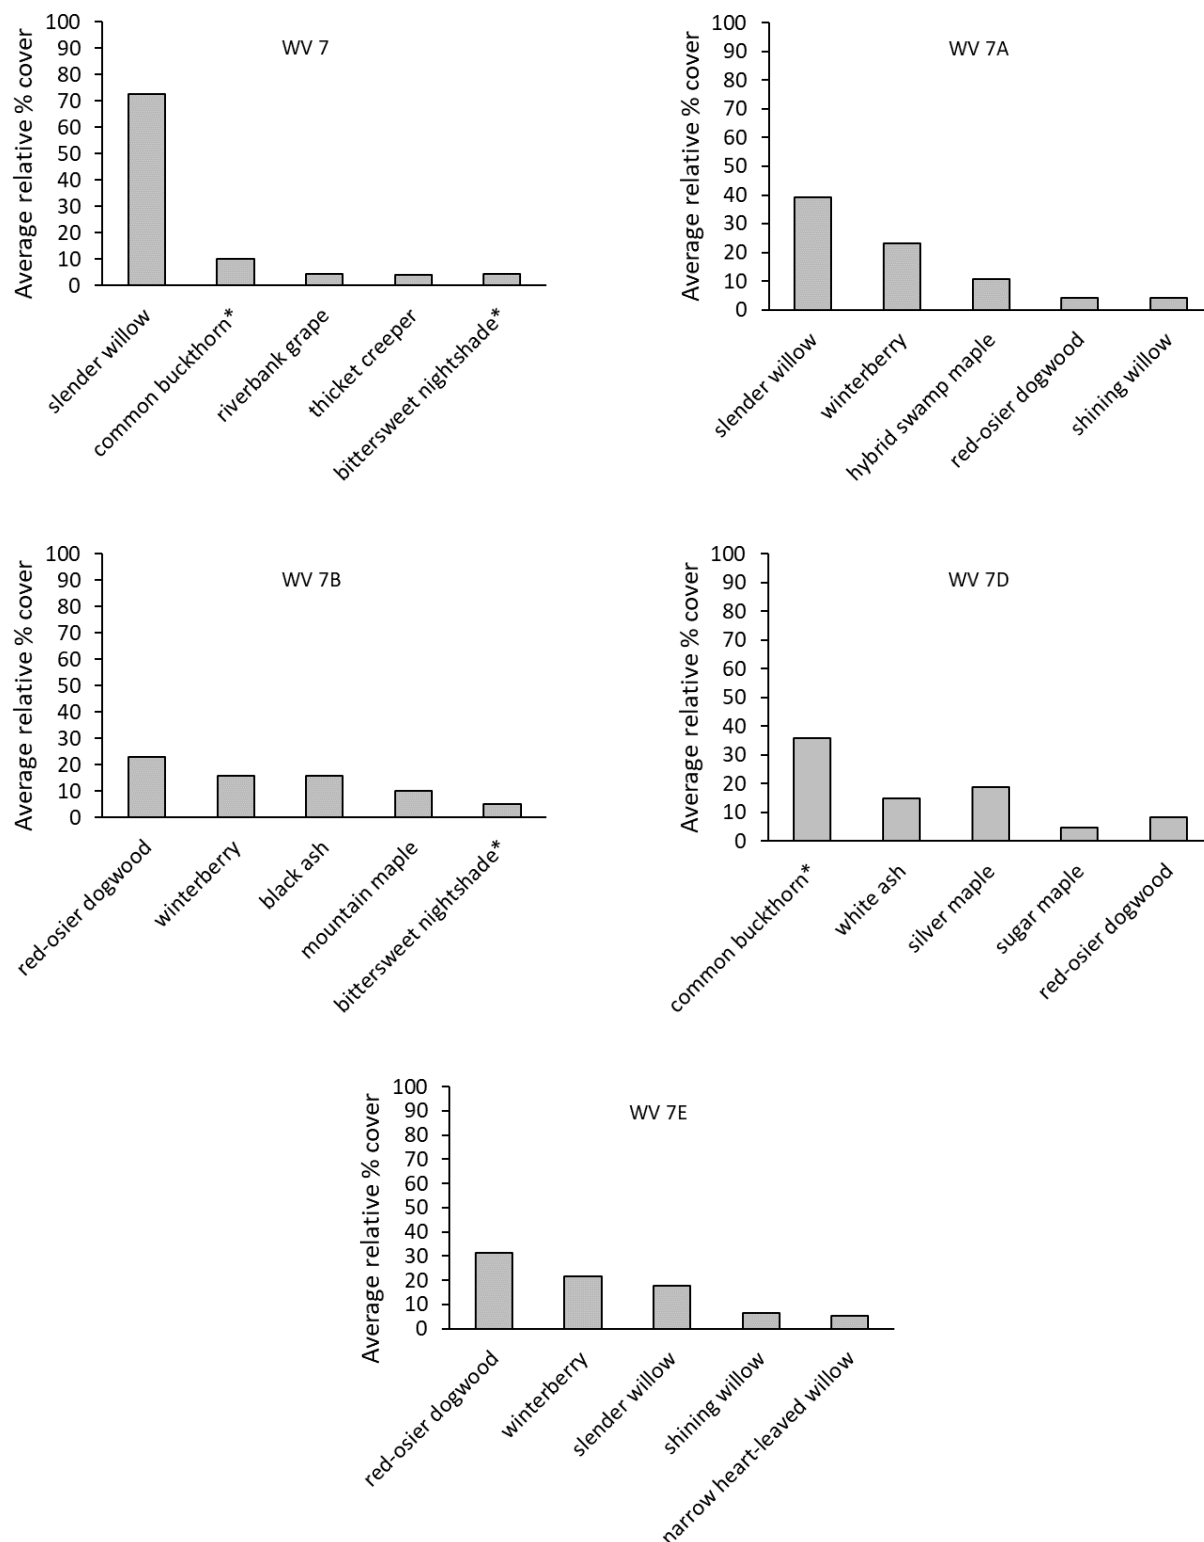 WV 7
Average relative % cover
100
90
80
70
60
50
40
30
20
10
0
slender willow
common buckthorn*
riverbank grape
thicket creeper
bittersweet nightshade*
WV 7A
Average relative % cover
100
90
80
70
60
50
40
30
20
10
0
slender willow
winterberry
hybrid swamp maple
red-osier dogwood
shining willow
WV 7B
Average relative % cover
100
90
80
70
60
50
40
30
20
10
0
red-osier dogwood
winterberry
black ash
mountain maple
bittersweet nightshade*
WV 7D
Average relative % cover
100
90
80
70
60
50
40
30
20
10
0
common buckthorn*
white ash
silver maple
sugar maple
red-osier dogwood
WV 7E
Average relative % cover
100
90
80
70
60
50
40
30
20
10
0
red-osier dogwood
winterberry
slender willow
shining willow
narrow heart-leaved willow